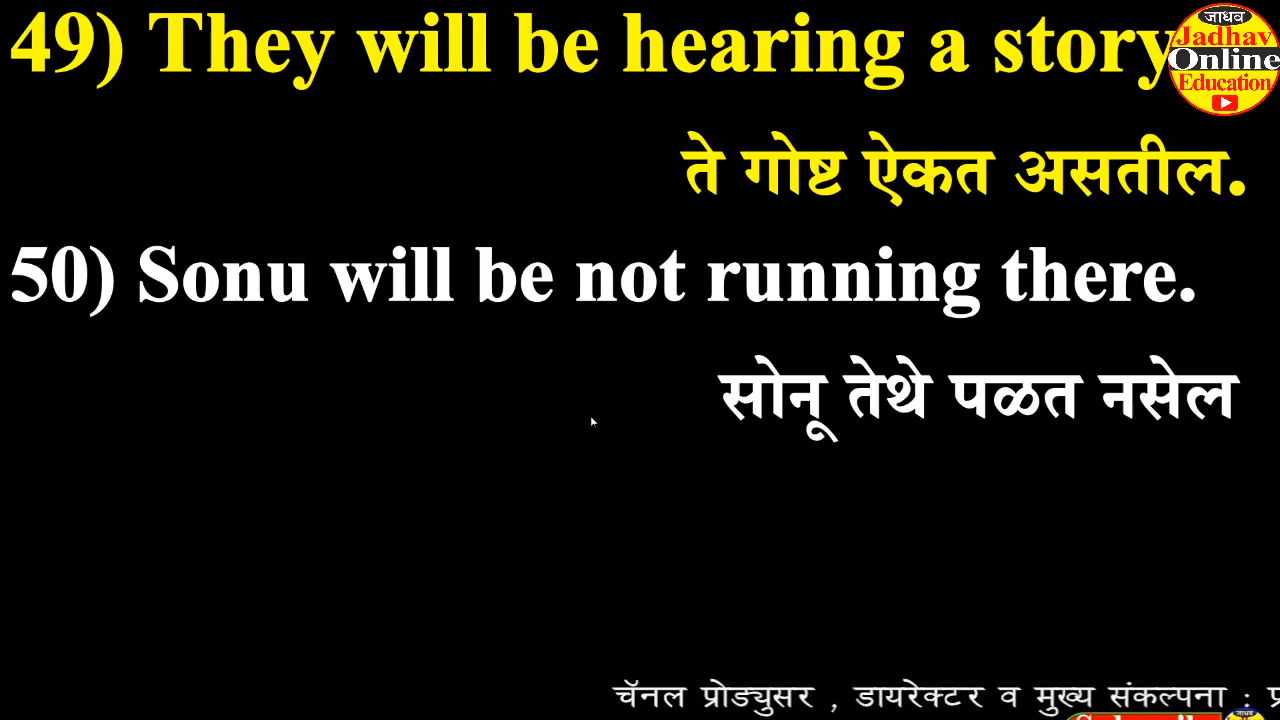 49) They will be hearing a story
जाधव
Jadhav
Online
Education
ते गोष्ट ऐकत असतील.
50) Sonu will be not running there.
सोनू तेथे पळत नसेल
चॅनल प्रोड्युसर , डायरेक्टर व मुख्य संकल्पना :
जाधव